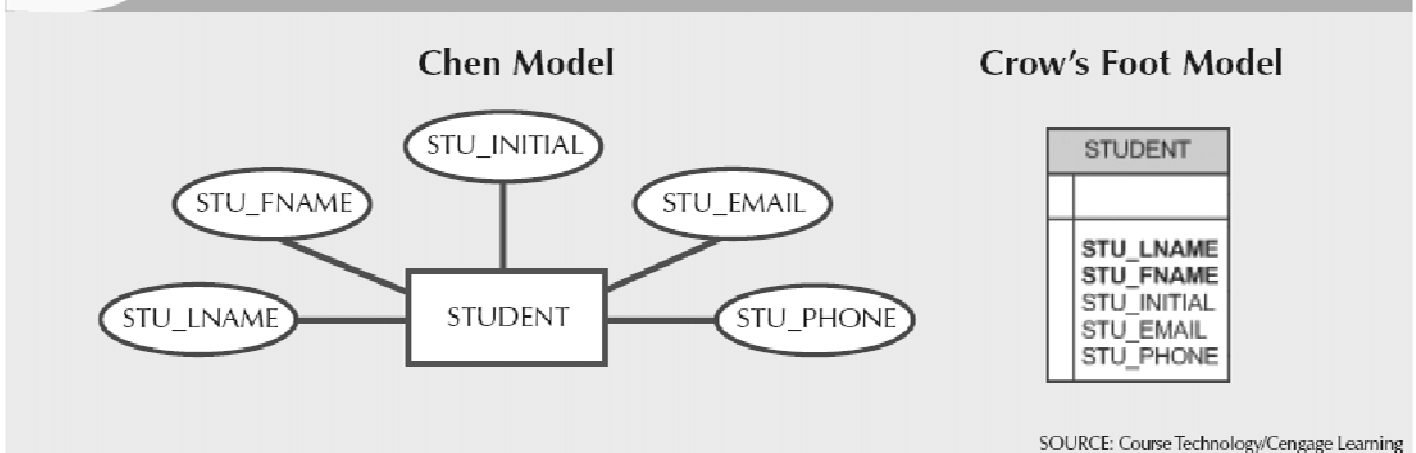 Chen Model
Crow's Foot Model
STU_INITIAL
STU_FNAME
STU_EMAIL
STU_LNAME
STUDENT
STU_PHONE
STUDENT
STU_LNAME
STU_FNAME
STU_INITIAL
STU_EMAIL
STU_PHONE
SOURCE: Course Technology/Cengage Learning